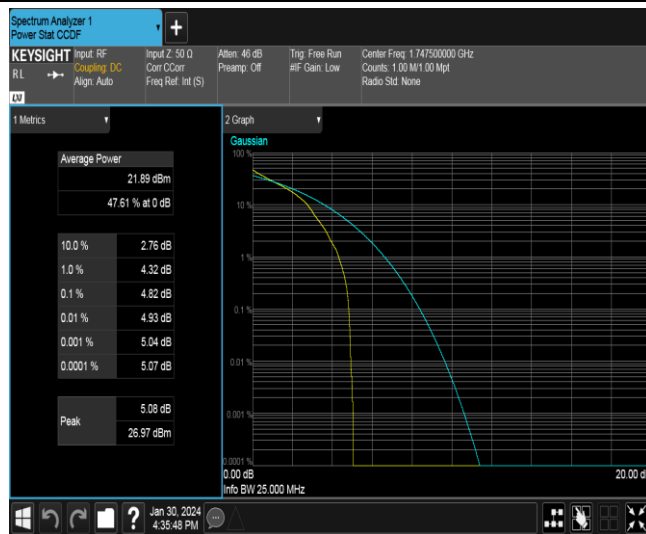 Spectrum Analyzer 1
Power Stat CCDF
KEYSIGHT
Input: RF
Input Z: 50 Ω
Atten: 46 dB
Trig: Free Run
Center Freq: 1.747500000 GHz
RL
Coupling: DC
Corr CCorr
Preamp: Off
#IF Gain: Low
Counts: 1.00 M/1.00 Mpt
Align: Auto
Freq Ref: Int (S)
Radio Std: None
1 Metrics
2 Graph
Gaussian
Average Power
21.89 dBm
47.61 % at 0 dB
10.0 % 2.76 dB
1.0 % 4.32 dB
0.1 % 4.82 dB
0.01 % 4.93 dB
0.001 % 5.04 dB
0.0001 % 5.07 dB
Peak
5.08 dB
26.97 dBm
100 %
10 %
1 %
0.1 %
0.01 %
0.001 %
0.0001 %
0.00 dB
20.00 d
Info BW 25.000 MHz
?
Jan 30, 2024
4:35:48 PM